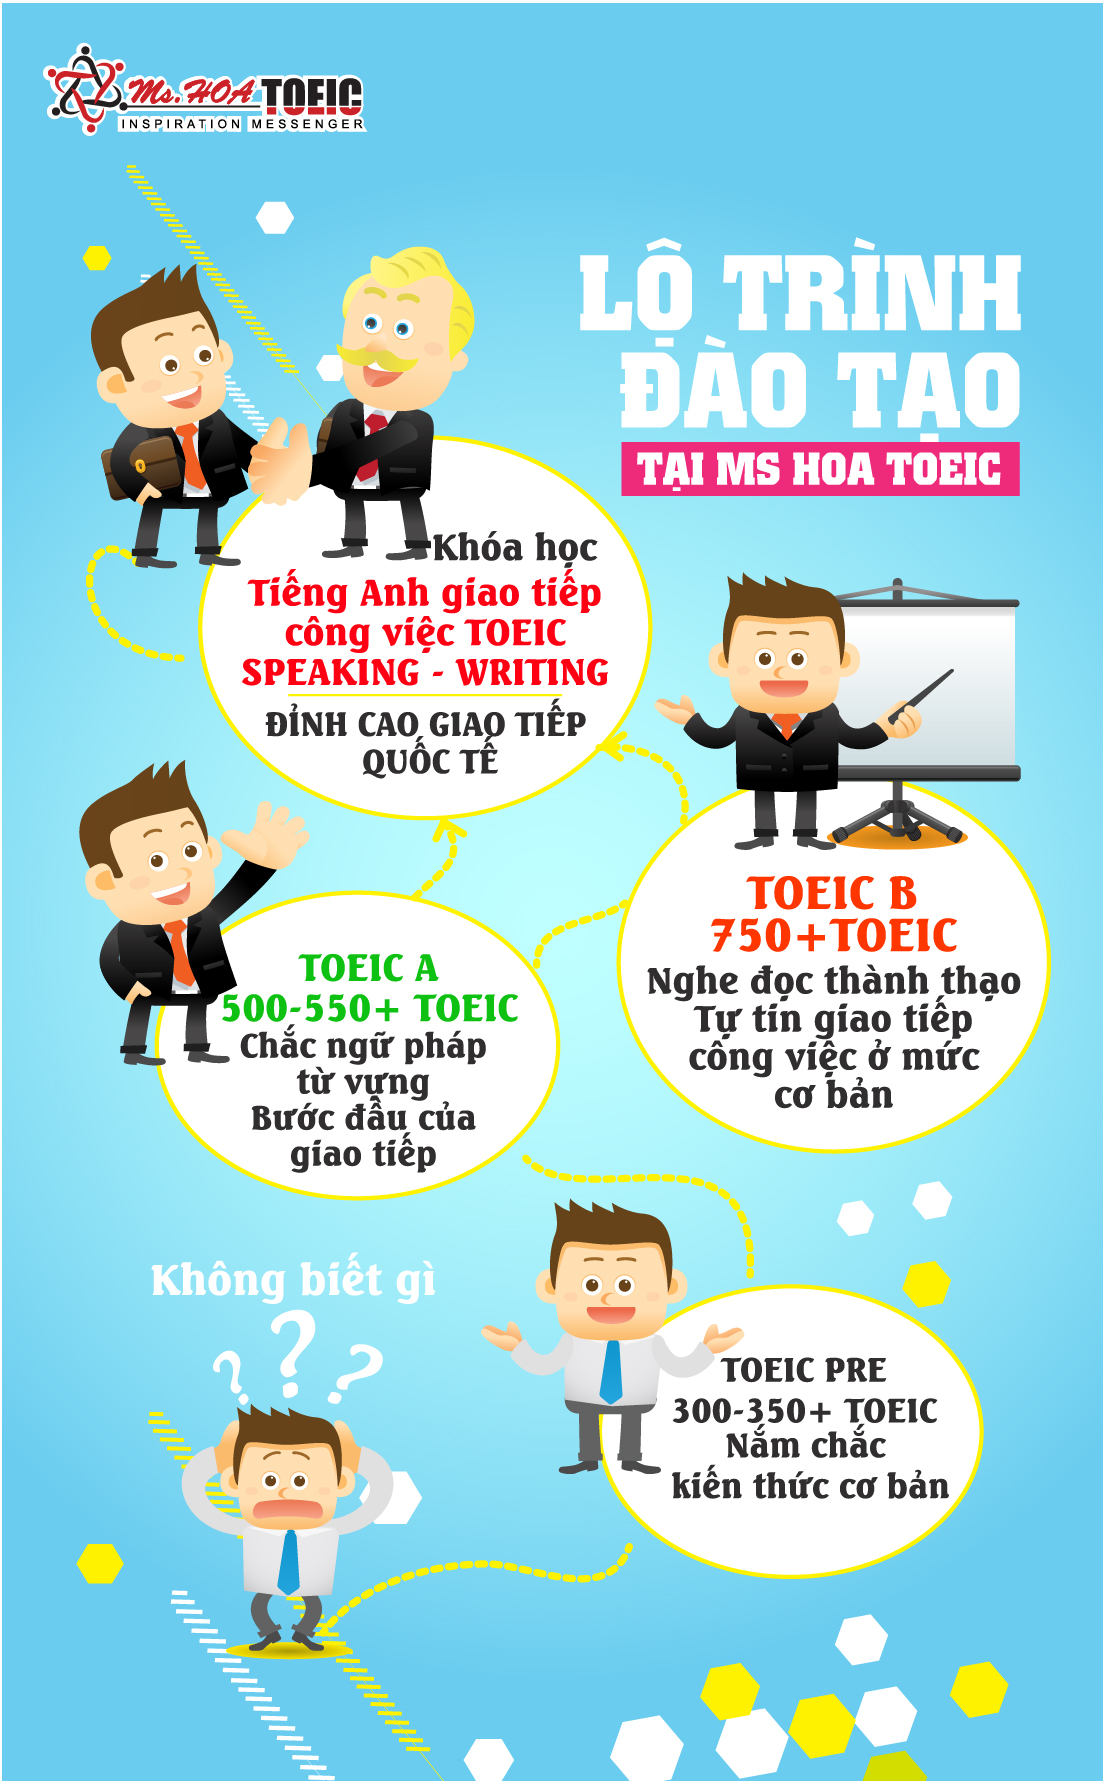 Ms. HOA TOEIC
INSPIRATION MESSENGER
LỘ TRÌNH
ĐÀO TẠO
TẠI MS HOA TOEIC
Khóa học
Tiếng Anh giao tiếp
công việc TOEIC
SPEAKING - WRITING
ĐỈNH CAO GIAO TIẾP
QUỐC TẾ
TOEIC B
750+TOEIC
Nghe đọc thành thạo
Tự tin giao tiếp
công việc ở mức
cơ bản
TOEIC A
500-550+ TOEIC
Chắc ngữ pháp
từ vựng
Bước đầu của
giao tiếp
Không biết gì
? ? ?
TOEIC PRE
300-350+ TOEIC
Nắm chắc
kiến thức cơ bản